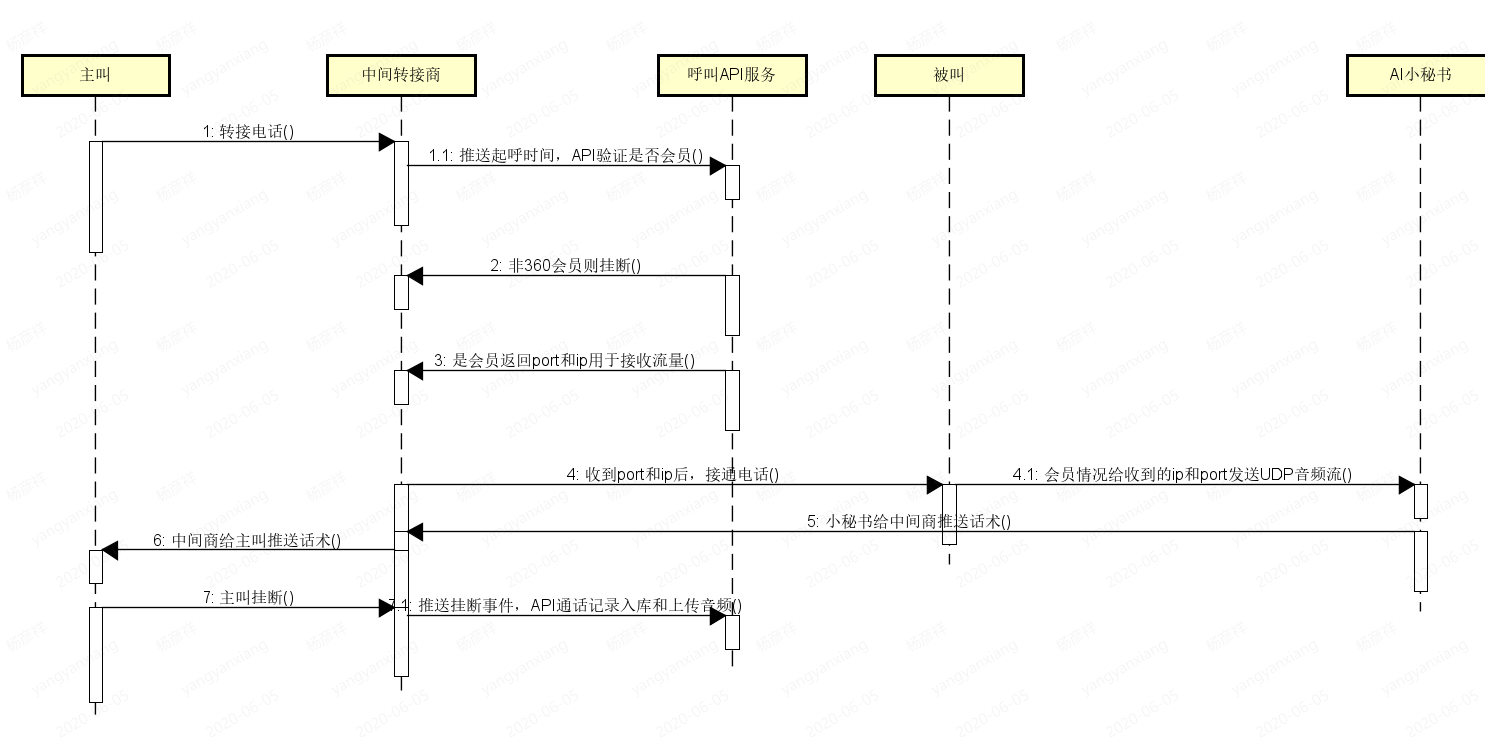 主叫
中间转接商
呼叫API服务
被叫
AI小秘书
1: 转接电话()
1.1: 推送起呼时间，API验证是否会员()
2: 非360会员则挂断()
3: 是会员返回port和ip用于接收流量()
4: 收到port和ip后，接通电话()
4.1: 会员情况给收到的ip和port发送UDP音频流()
5: 小秘书给中间商推送话术()
6: 中间商给主叫推送话术()
7: 主叫挂断()
7.1: 推送挂断事件，API通话记录入库和上传音频()
杨彦祥
yangyanxiang
2020-06-05